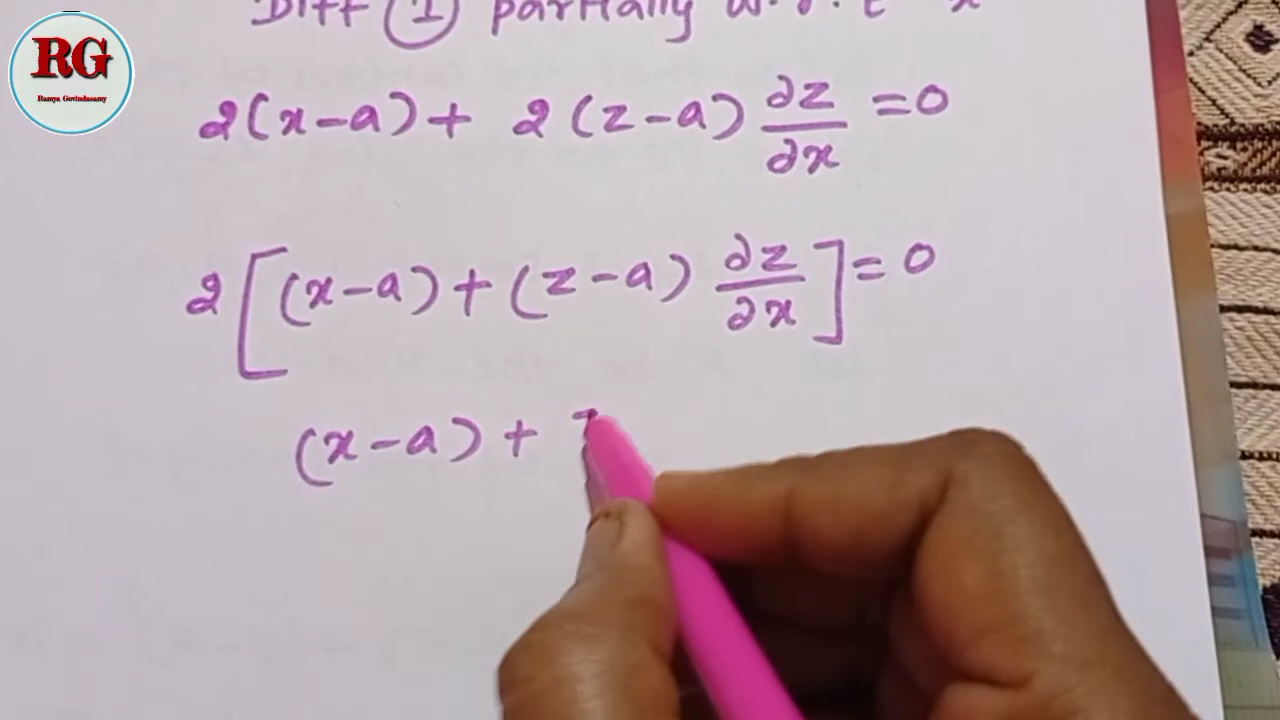 RG
Ramya Govindasamy
Diff (1) partially w.r.t x
2(x-a) + 2(z-a) ∂z/∂x = 0
2[(x-a) + (z-a) ∂z/∂x] = 0
(x-a) +